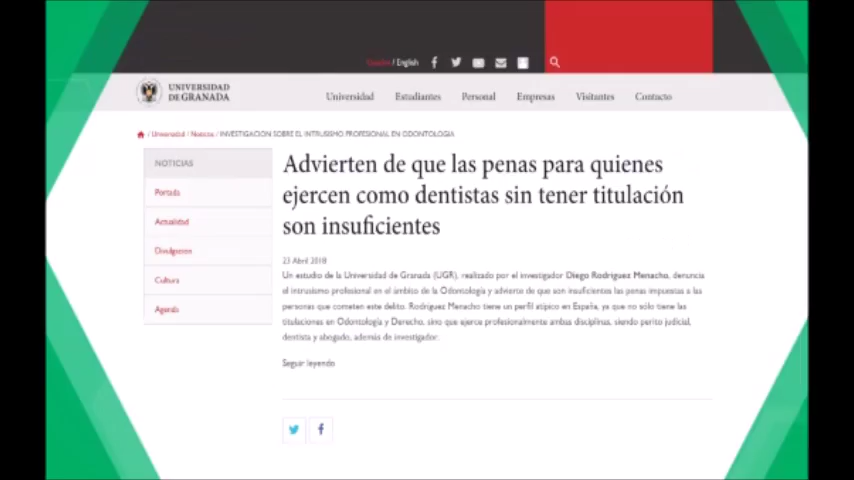 Español / English
UNIVERSIDAD
DE GRANADA
Universidad Estudiantes Personal Empresas Visitantes Contacto
/ Universidad / Noticias / INVESTIGACION SOBRE EL INTRUSISMO PROFESIONAL EN ODONTOLOGIA
NOTICIAS
Portada
Actualidad
Divulgacion
Cultura
Agenda
Advierten de que las penas para quienes
ejercen como dentistas sin tener titulación
son insuficientes
23 Abril 2018
Un estudio de la Universidad de Granada (UGR), realizado por el investigador Diego Rodríguez Menacho, denuncia
el intrusismo profesional en el ámbito de la Odontología y advierte de que son insuficientes las penas impuestas a las
personas que cometen este delito. Rodríguez Menacho tiene un perfil atípico en España, ya que no sólo tiene las
titulaciones en Odontología y Derecho, sino que ejerce profesionalmente ambas disciplinas, siendo perito judicial,
dentista y abogado, además de investigador.
Seguir leyendo